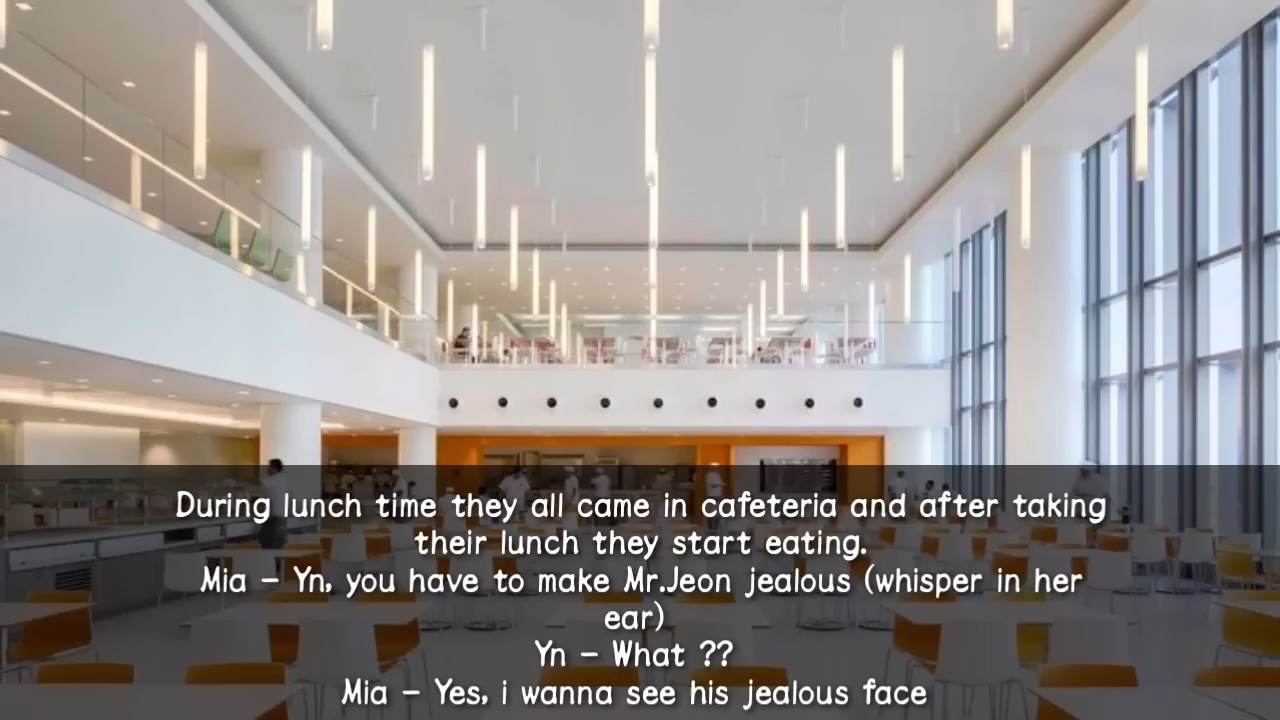 During lunch time they all came in cafeteria and after taking
their lunch they start eating.
Mia - Yn, you have to make Mr.Jeon jealous (whisper in her
ear)
Yn - What ??
Mia - Yes, i wanna see his jealous face